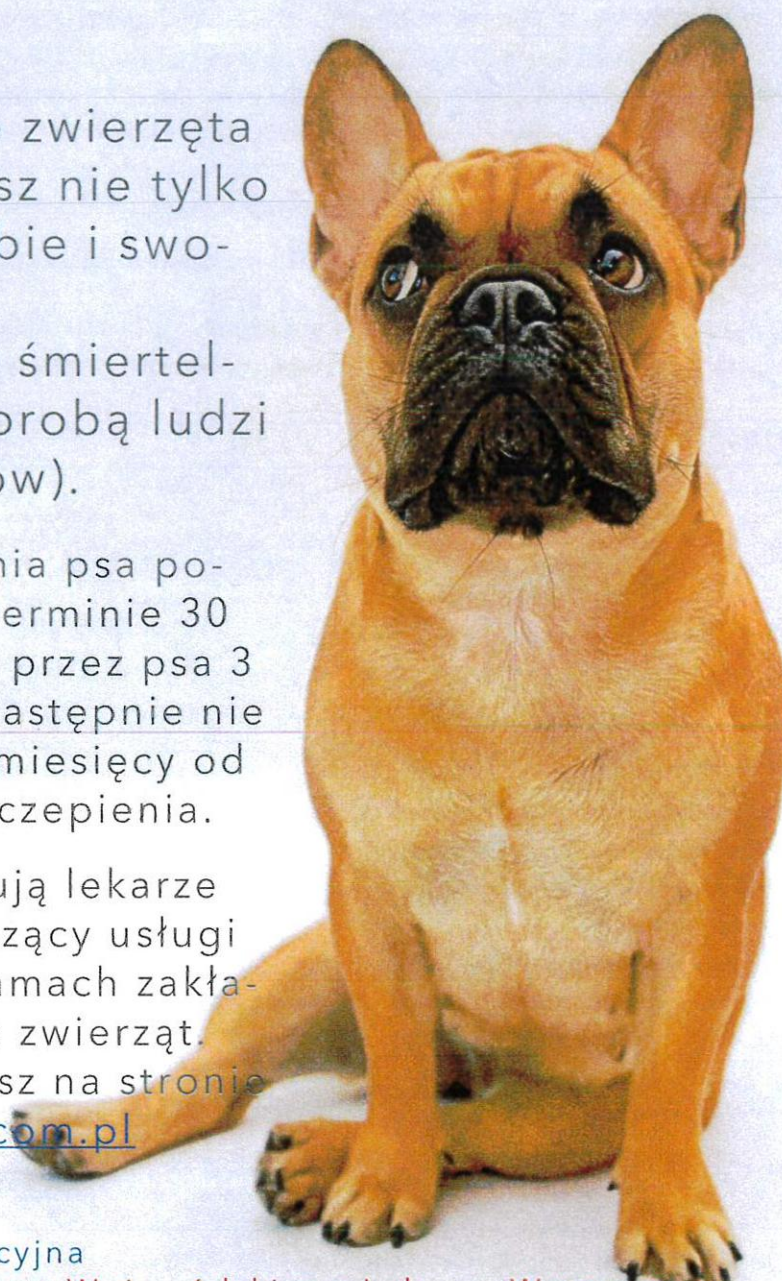 zwierzęta
sz nie tylko
bie i swo-
śmiertel-
orobą ludzi
ów).
nia psa po-
erminie 30
przez psa 3
astępnie nie
miesięcy od
czepienia.
ują lekarze
zący usługi
amach zakła-
zwierząt.
sz na stronie
com.pl
cyjna